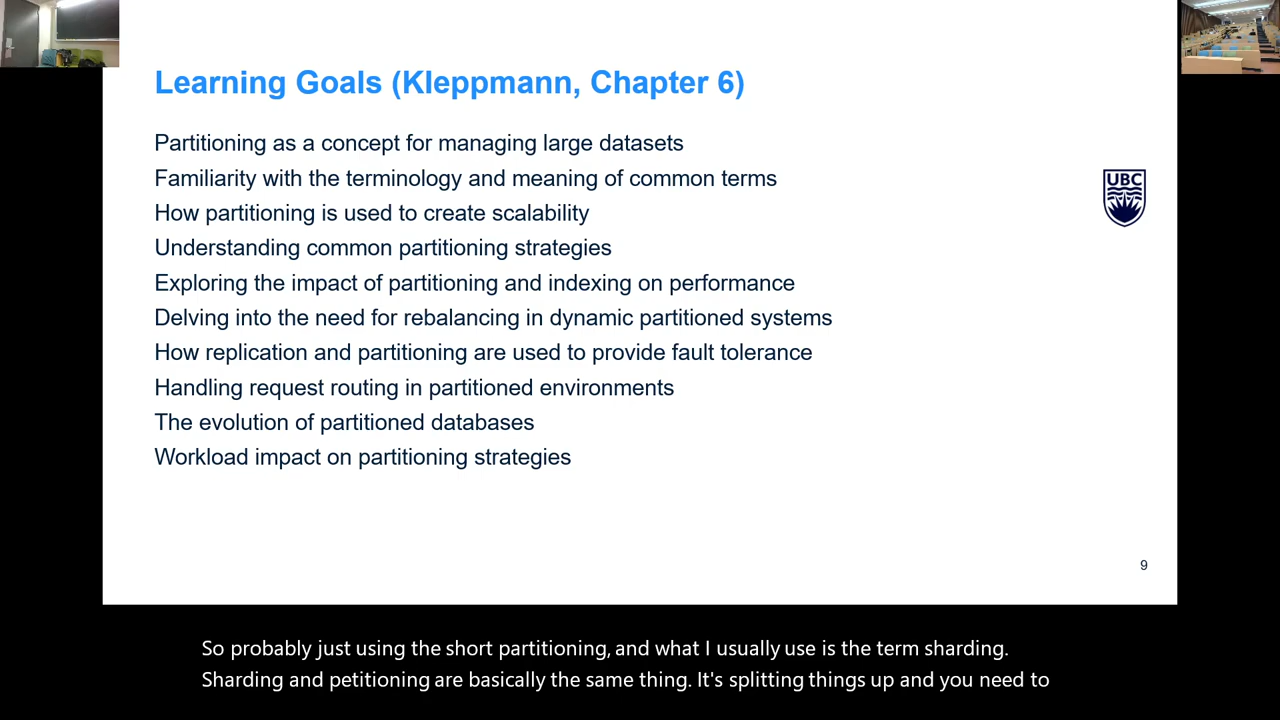 Learning Goals (Kleppmann, Chapter 6)
Partitioning as a concept for managing large datasets
Familiarity with the terminology and meaning of common terms
UBC
How partitioning is used to create scalability
Understanding common partitioning strategies
Exploring the impact of partitioning and indexing on performance
Delving into the need for rebalancing in dynamic partitioned systems
How replication and partitioning are used to provide fault tolerance
Handling request routing in partitioned environments
The evolution of partitioned databases
Workload impact on partitioning strategies
9
So probably just using the short partitioning, and what I usually use is the term sharding.
Sharding and petitioning are basically the same thing. It's splitting things up and you need to